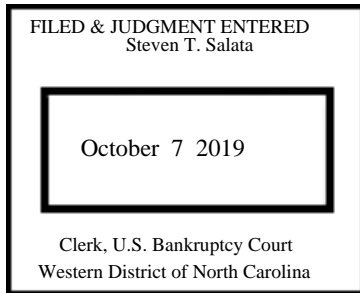 FILED & JUDGMENT ENTERED
Steven T. Salata
October 7 2019
Clerk, U.S. Bankruptcy Court
Western District of North Carolina